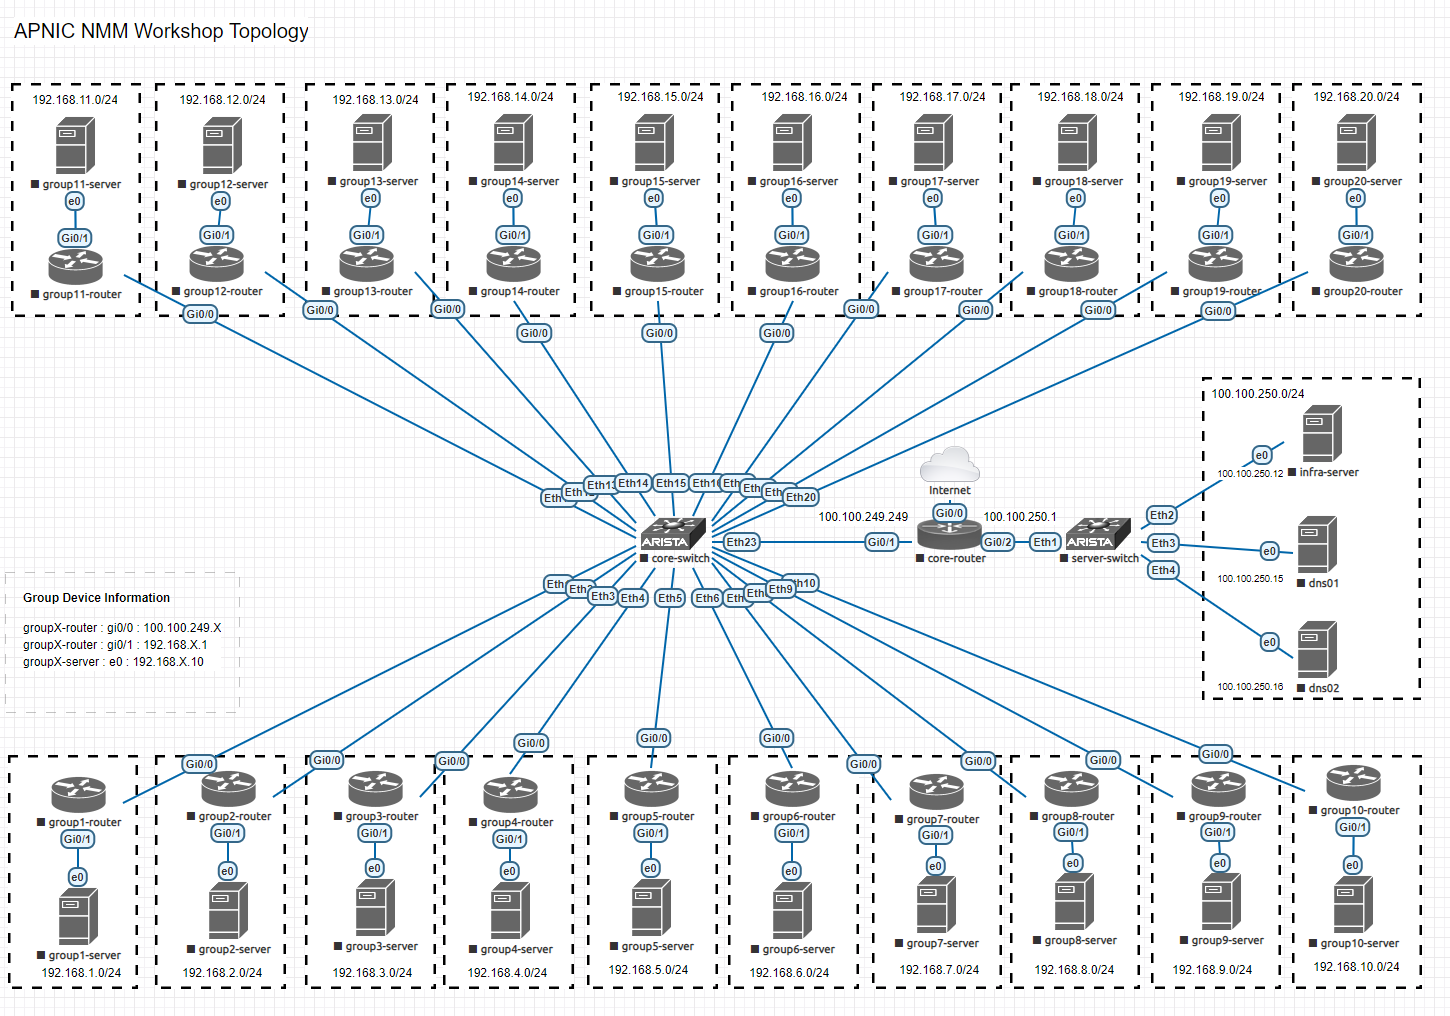 APNIC NMM Workshop Topology
192.168.11.0/24
192.168.12.0/24
192.168.13.0/24
192.168.14.0/24
192.168.15.0/24
192.168.16.0/24
192.168.17.0/24
192.168.18.0/24
192.168.19.0/24
192.168.20.0/24
group11-server
group12-server
group13-server
group14-server
group15-server
group16-server
group17-server
group18-server
group19-server
group20-server
e0
e0
e0
e0
e0
e0
e0
e0
e0
e0
Gi0/1
Gi0/1
Gi0/1
Gi0/1
Gi0/1
Gi0/1
Gi0/1
Gi0/1
Gi0/1
Gi0/1
group11-router
group12-router
group13-router
group14-router
group15-router
group16-router
group17-router
group18-router
group19-router
group20-router
Gi0/0
Gi0/0
Gi0/0
Gi0/0
Gi0/0
Gi0/0
Gi0/0
Gi0/0
Gi0/0
Gi0/0
100.100.250.0/24
e0
100.100.250.12
infra-server
Eth13
Eth14
Eth15
Eth20
Internet
Gi0/0
100.100.249.249
100.100.250.1
ARISTA
core-switch
Eth23
Gi0/1
core-router
Gi0/2
Eth1
ARISTA
server-switch
Eth2
Eth3
Eth4
e0
100.100.250.15
dns01
e0
100.100.250.16
dns02
Eth3
Eth4
Eth5
Eth6
Eth9
Group Device Information
groupX-router : gi0/0 : 100.100.249.X
groupX-router : gi0/1 : 192.168.X.1
groupX-server : e0 : 192.168.X.10
Gi0/0
Gi0/0
Gi0/0
Gi0/0
Gi0/0
Gi0/0
Gi0/0
Gi0/0
Gi0/0
Gi0/0
group1-router
group2-router
group3-router
group4-router
group5-router
group6-router
group7-router
group8-router
group9-router
group10-router
Gi0/1
Gi0/1
Gi0/1
Gi0/1
Gi0/1
Gi0/1
Gi0/1
Gi0/1
Gi0/1
Gi0/1
e0
e0
e0
e0
e0
e0
e0
e0
e0
e0
group1-server
group2-server
group3-server
group4-server
group5-server
group6-server
group7-server
group8-server
group9-server
group10-server
192.168.1.0/24
192.168.2.0/24
192.168.3.0/24
192.168.4.0/24
192.168.5.0/24
192.168.6.0/24
192.168.7.0/24
192.168.8.0/24
192.168.9.0/24
192.168.10.0/24